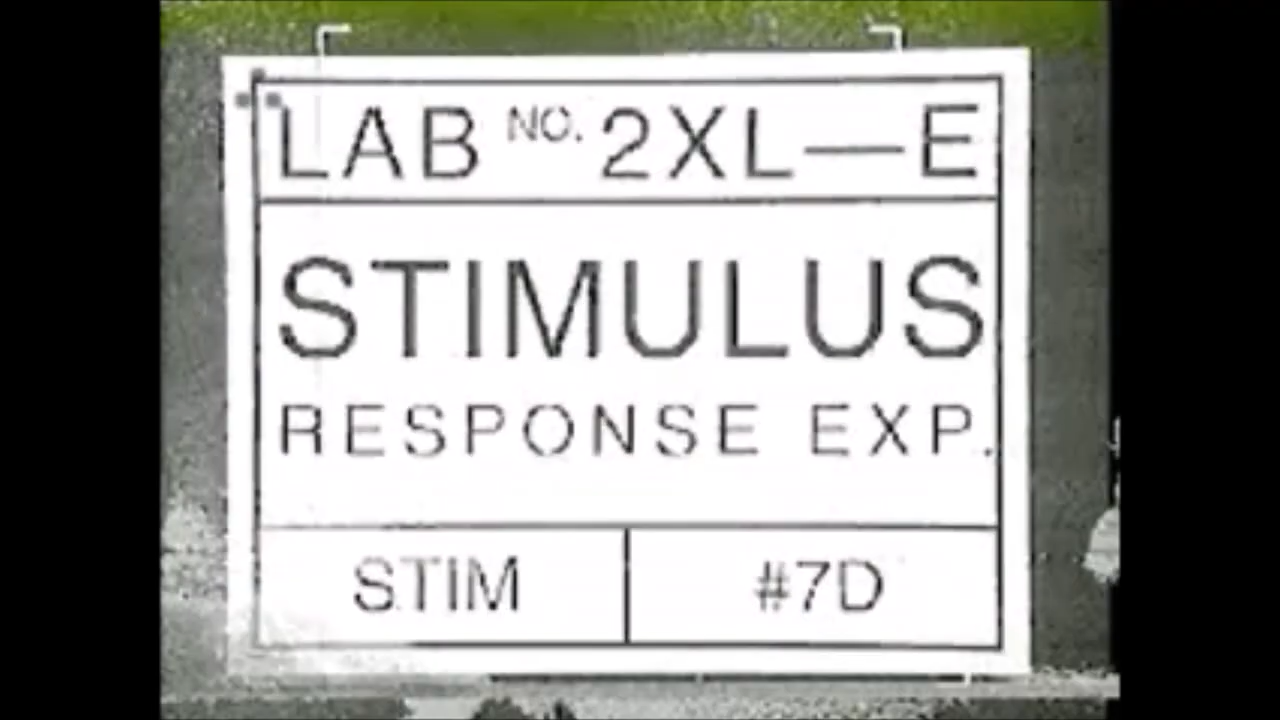 LAB NO. 2XL—E
STIMULUS
RESPONSE EXP.
STIM #7D